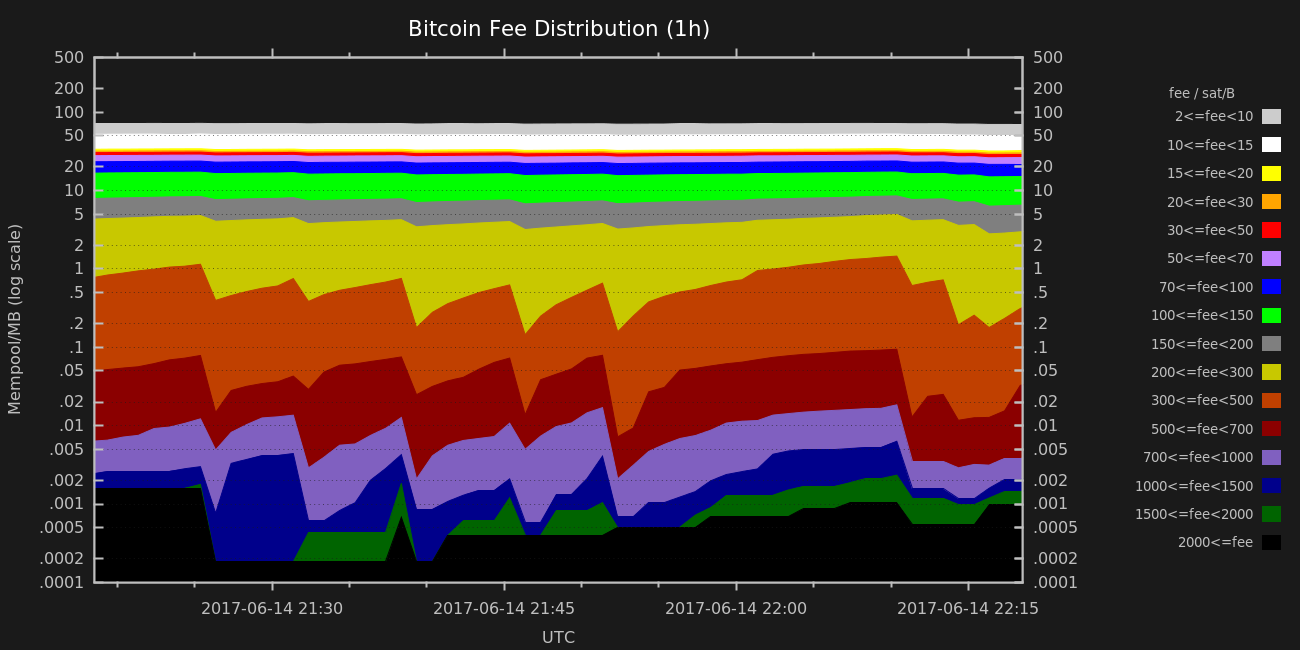 Bitcoin Fee Distribution (1h)
500 500
200 200
100 100
50 50
20 20
10 10
5 5
2 2
1 1
.5 .5
.2 .2
.1 .1
.05 .05
.02 .02
.01 .01
.005 .005
.002 .002
.001 .001
.0005 .0005
.0002 .0002
.0001 .0001
Mempool/MB (log scale)
2017-06-14 21:30 2017-06-14 21:45 2017-06-14 22:00 2017-06-14 22:15
UTC
fee / sat/B
2<=fee<10
10<=fee<15
15<=fee<20
20<=fee<30
30<=fee<50
50<=fee<70
70<=fee<100
100<=fee<150
150<=fee<200
200<=fee<300
300<=fee<500
500<=fee<700
700<=fee<1000
1000<=fee<1500
1500<=fee<2000
2000<=fee